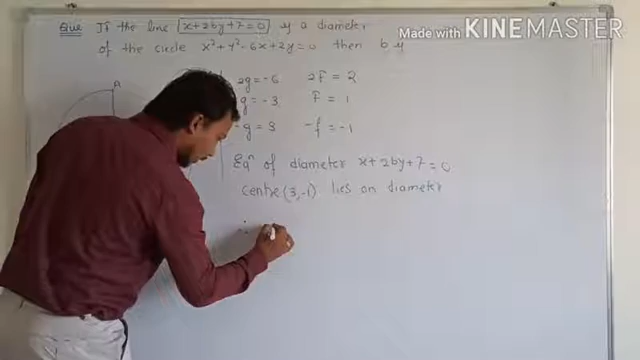 Made with KINEMASTER
Que If the line x+2by+7=0 is a diameter
of the circle x²+y²-6x+2y=0 then b is
A
2g=-6 2f=2
g=-3 f=1
-g=3 -f=-1
Eqⁿ of diameter x+2by+7=0
centre (3,-1) lies on diameter
∴